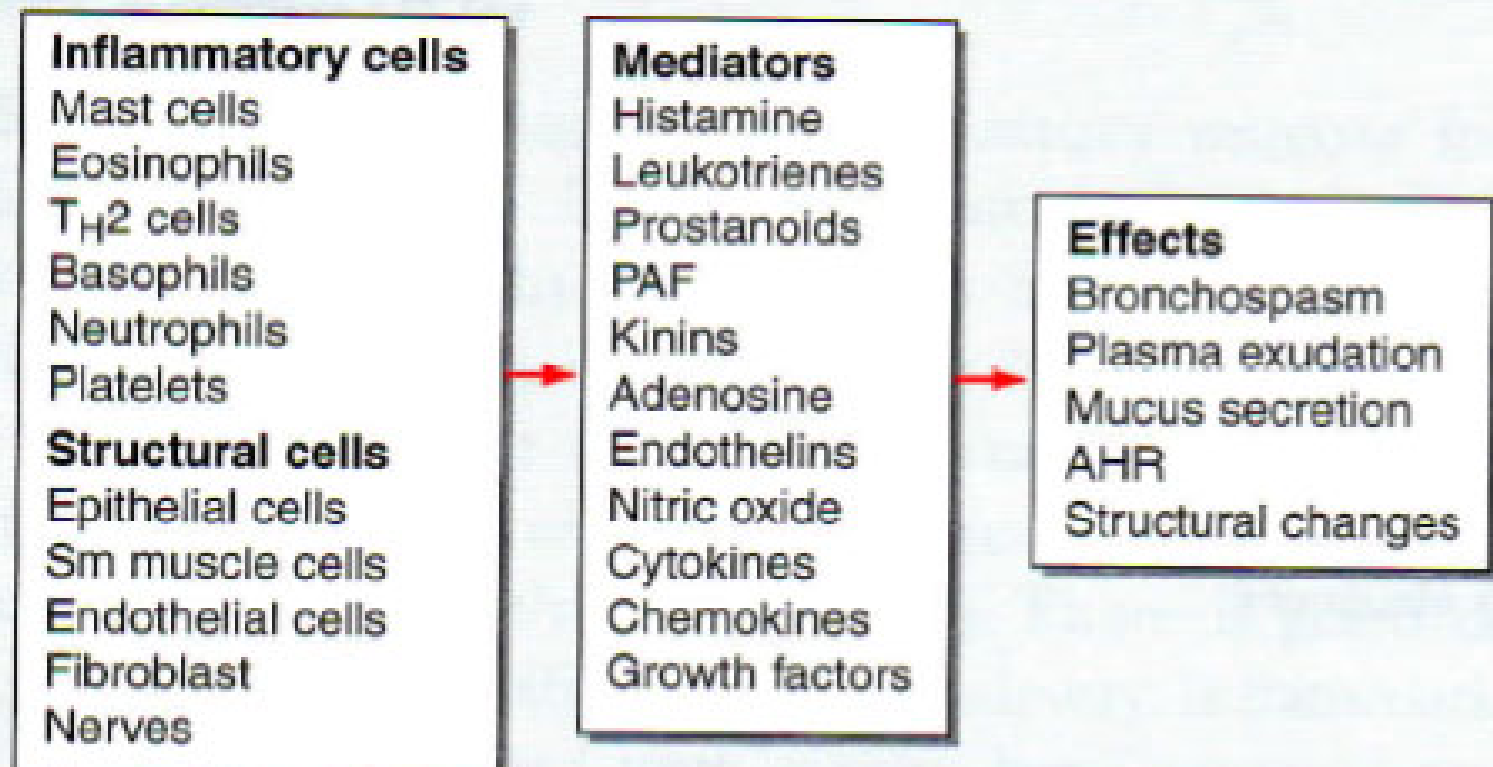 Inflammatory cells
Mast cells
Eosinophils
TH2 cells
Basophils
Neutrophils
Platelets
Structural cells
Epithelial cells
Sm muscle cells
Endothelial cells
Fibroblast
Nerves
Mediators
Histamine
Leukotrienes
Prostanoids
PAF
Kinins
Adenosine
Endothelins
Nitric oxide
Cytokines
Chemokines
Growth factors
Effects
Bronchospasm
Plasma exudation
Mucus secretion
AHR
Structural changes